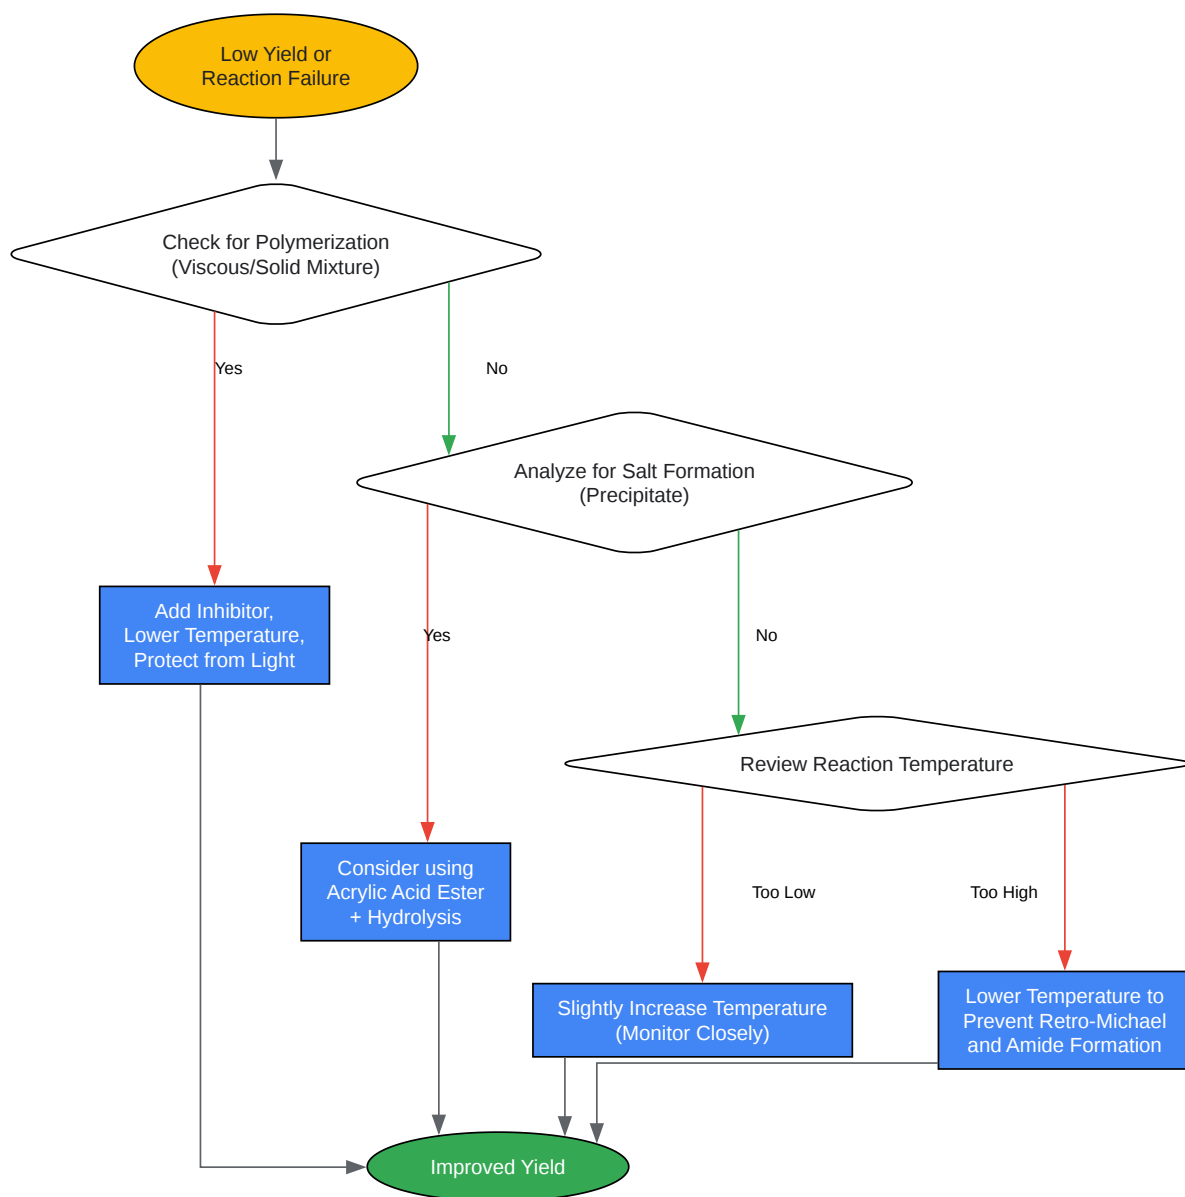 Low Yield or
Reaction Failure
Check for Polymerization
(Viscous/Solid Mixture)
Yes
No
Analyze for Salt Formation
(Precipitate)
Add Inhibitor,
Lower Temperature,
Protect from Light
Yes
No
Review Reaction Temperature
Consider using
Acrylic Acid Ester
+ Hydrolysis
Too Low
Too High
Slightly Increase Temperature
(Monitor Closely)
Lower Temperature to
Prevent Retro-Michael
and Amide Formation
Improved Yield